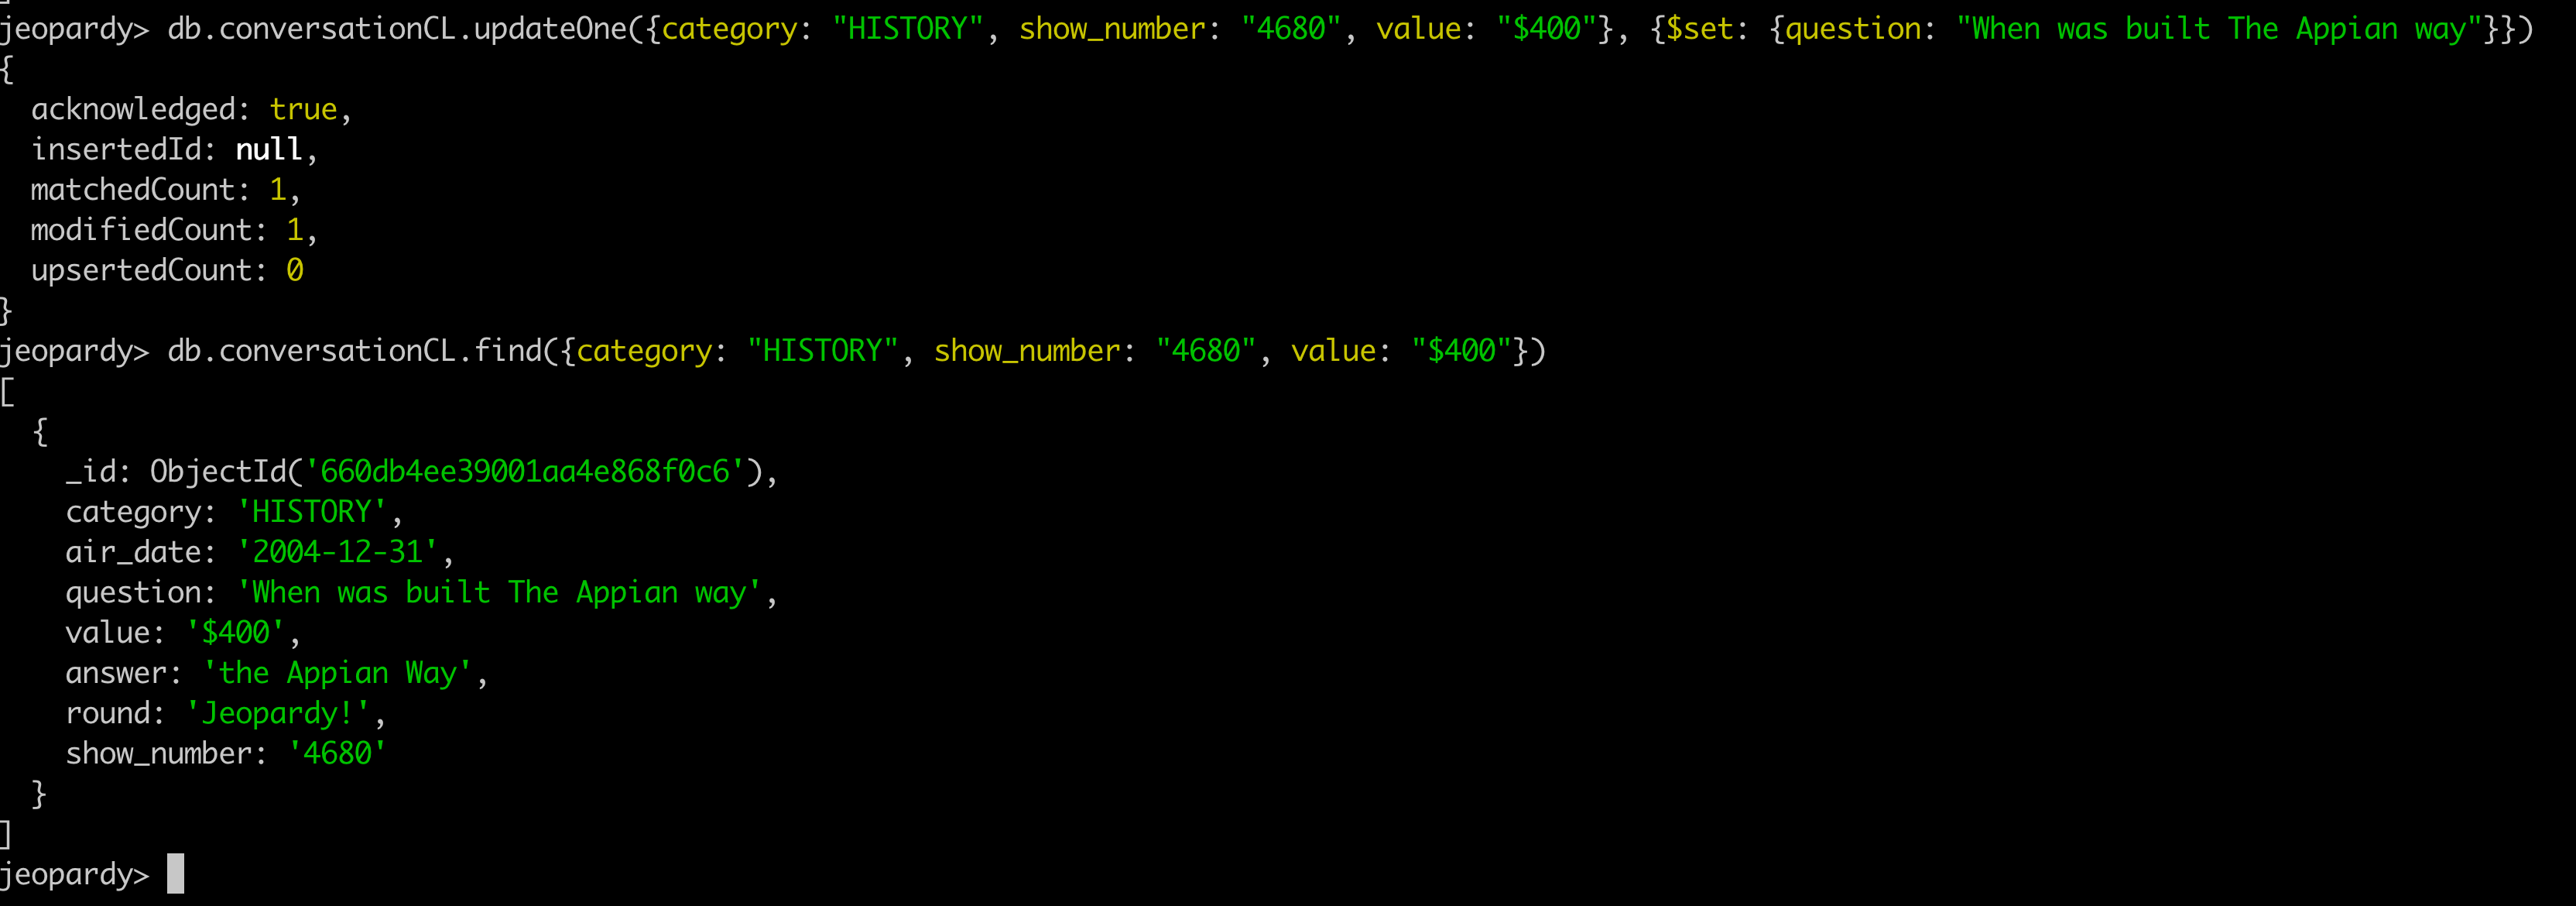 jeopardy> db.conversationCL.updateOne({category: "HISTORY", show_number: "4680", value: "$400"}, {$set: {question: "When was built The Appian way"}})
{
  acknowledged: true,
  insertedId: null,
  matchedCount: 1,
  modifiedCount: 1,
  upsertedCount: 0
}
jeopardy> db.conversationCL.find({category: "HISTORY", show_number: "4680", value: "$400"})
[
  {
    _id: ObjectId('660db4ee39001aa4e868f0c6'),
    category: 'HISTORY',
    air_date: '2004-12-31',
    question: 'When was built The Appian way',
    value: '$400',
    answer: 'the Appian Way',
    round: 'Jeopardy!',
    show_number: '4680'
  }
]
jeopardy>